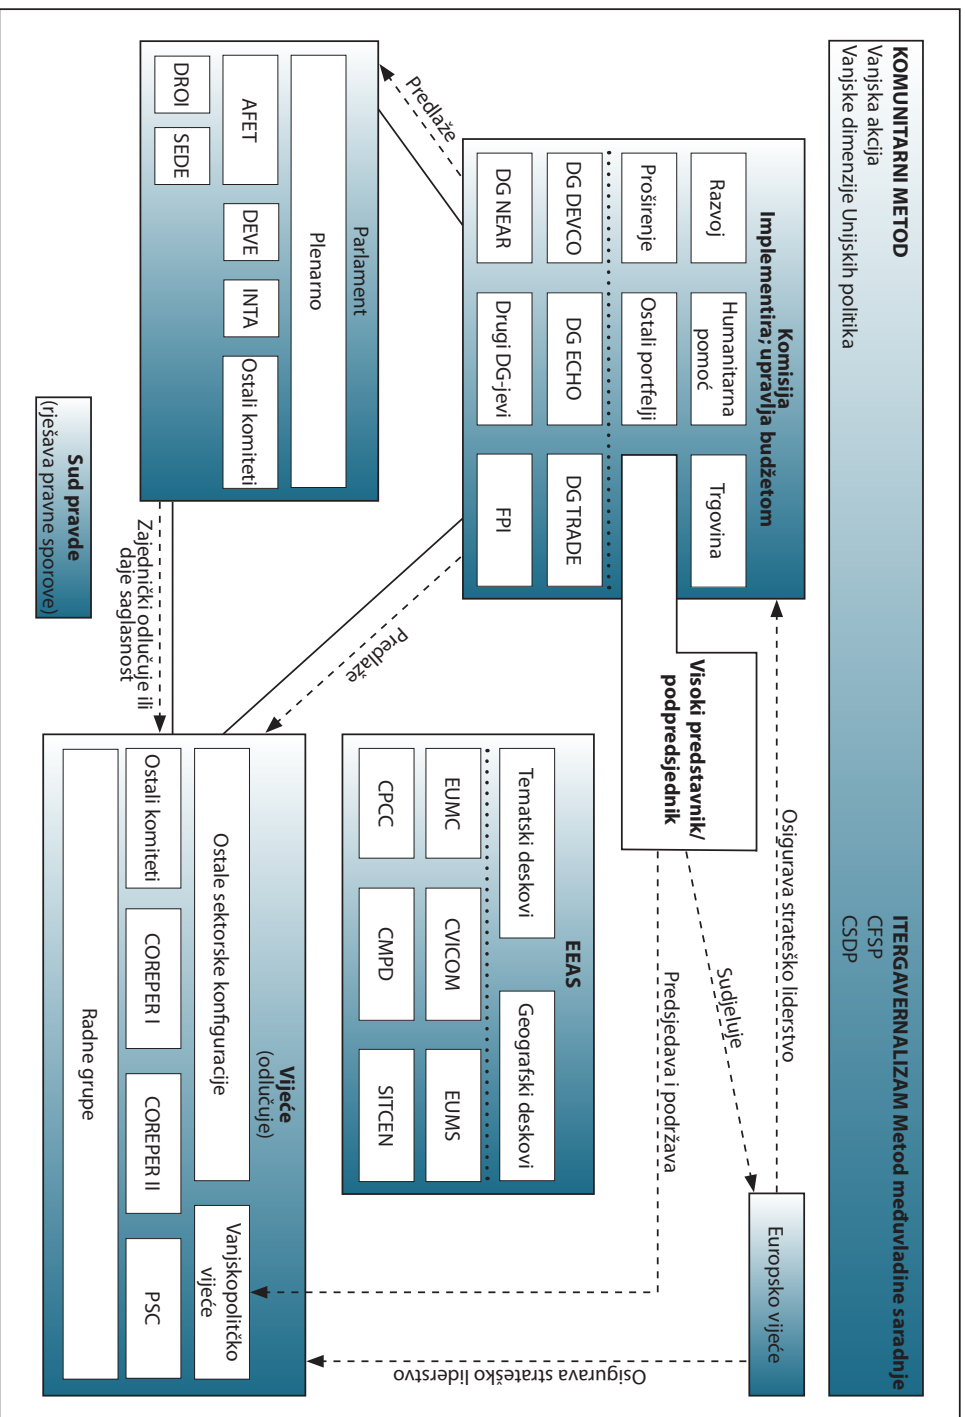 KOMUNITARNI METOD
Vanjska akcija
Vanjske dimenzije Unijskih politika
ITERGAVERNALIZAM Metod međuvladine saradnje
CFSP
CSDP
Komisija
Implementira; upravlja budžetom
Razvoj
Humanitarna
pomoć
Trgovina
Proširenje
Ostali portfelji
DG DEVCO
DG ECHO
DG TRADE
DG NEAR
Drugi DG-jevi
FPI
Visoki predstavnik/
podpredsjednik
Osigurava strateško liderstvo
Sudjeluje
Predsjedava i podržava
Europsko vijeće
Osigurava strateško liderstvo
EEAS
Tematski deskovi
Geografski deskovi
EUMC
CVICOM
EUMS
CPCC
CMPD
SITCEN
Predlaže
Predlaže
Parlament
Plenarno
AFET
DEVE
INTA
Ostali komiteti
DROI
SEDE
Zajednički odlučuje ili
daje saglasnost
Vijeće
(odlučuje)
Ostale sektorske konfiguracije
Vanjskopolitčko
vijeće
Ostali komiteti
COREPER I
COREPER II
PSC
Radne grupe
Sud pravde
(rješava pravne sporove)